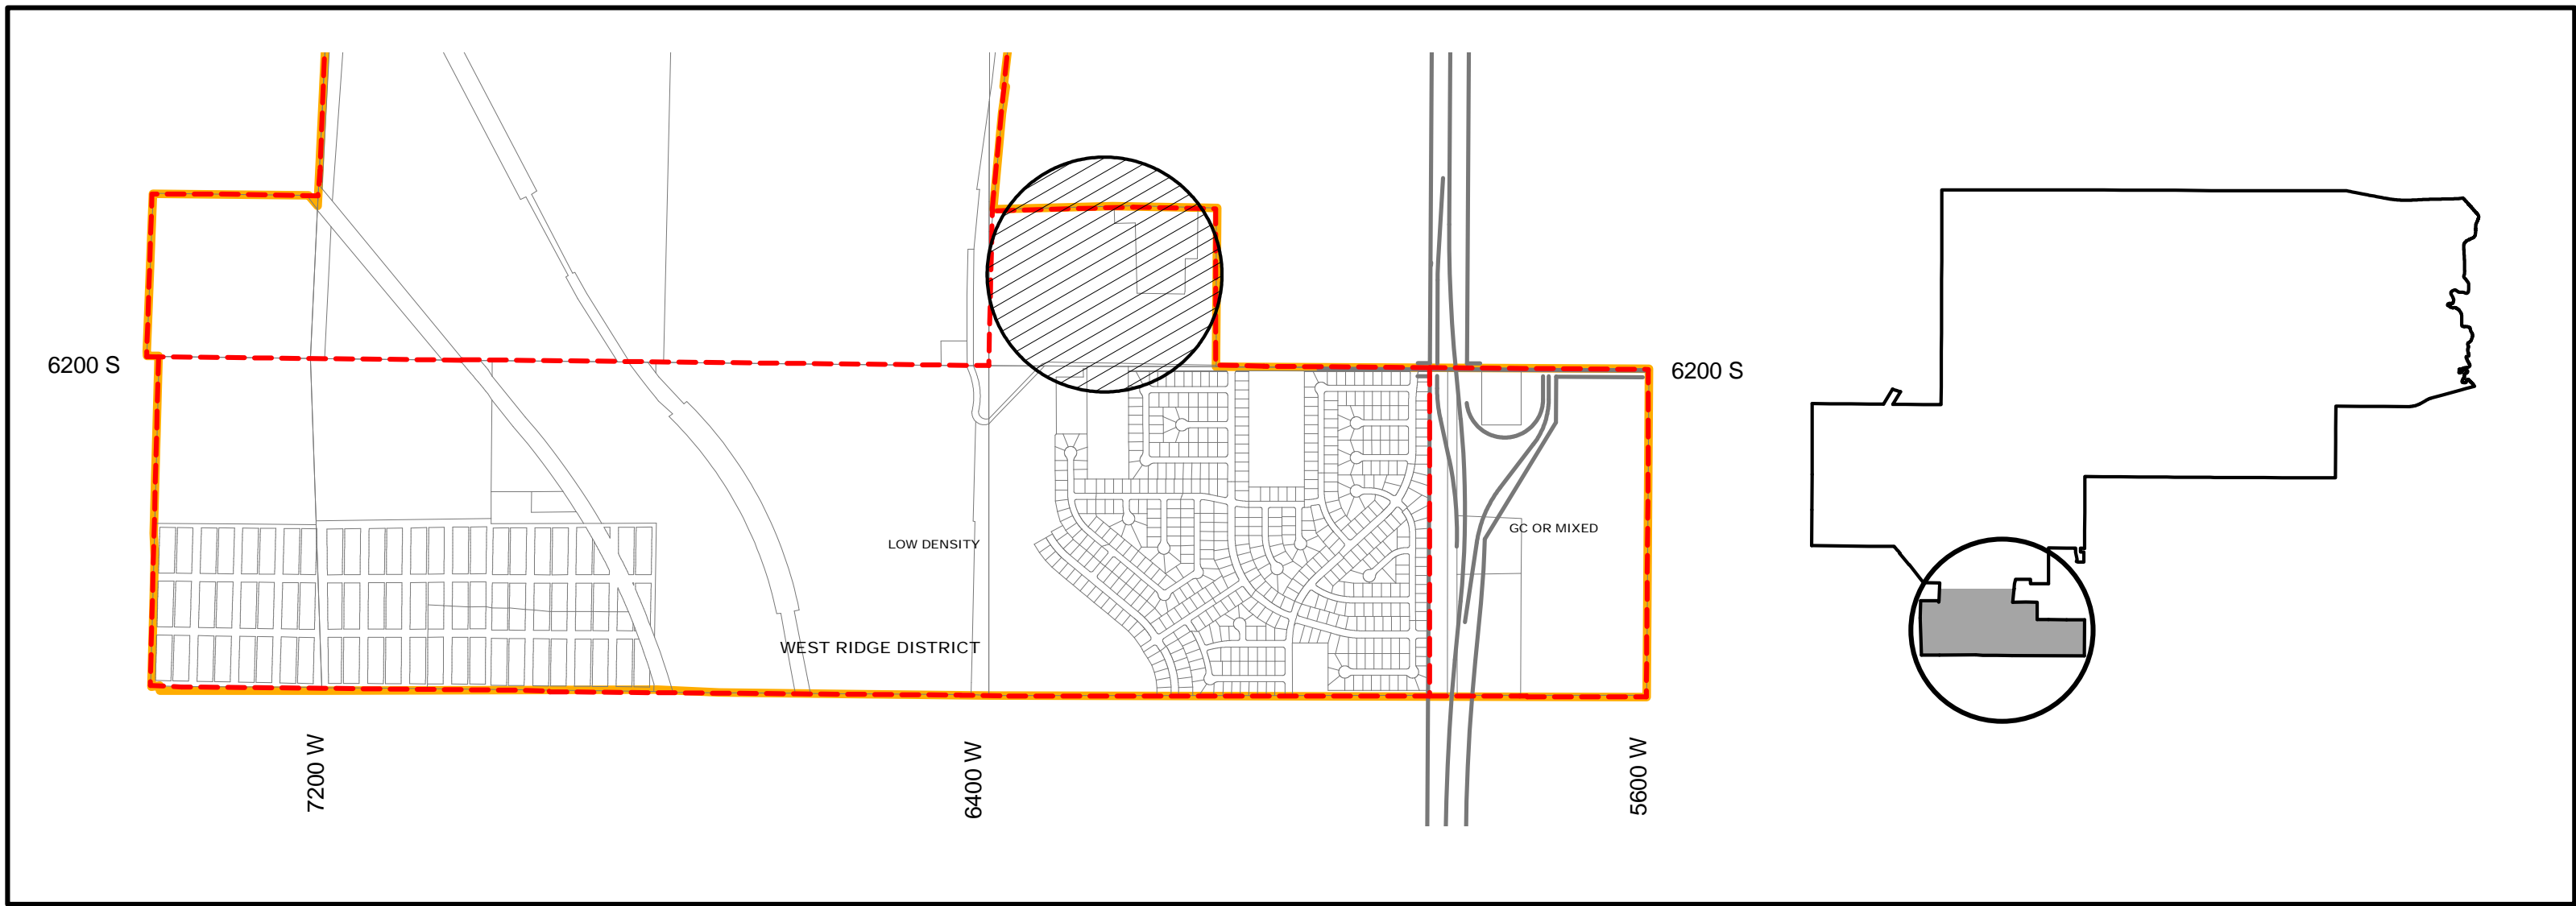 6200 S
6200 S
GC OR MIXED
LOW DENSITY
WEST RIDGE DISTRICT
7200 W
6400 W
5600 W